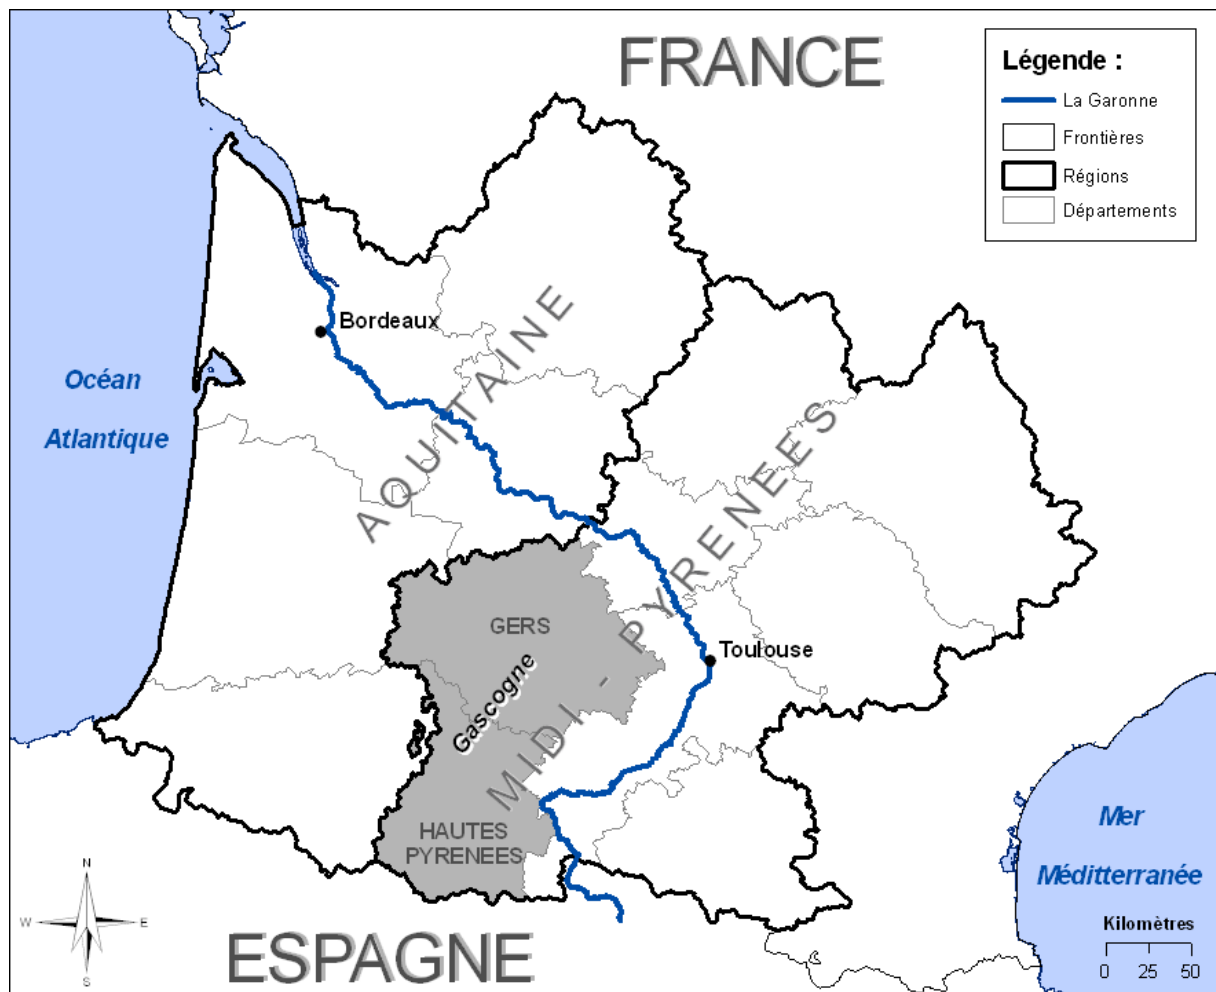 FRANCE
Légende :
La Garonne
Frontières
Régions
Départements
Bordeaux
Océan
Atlantique
AQUITAINE
MIDI - PYRENEES
GERS
Toulouse
Gascogne
HAUTES
PYRENEES
Mer
Méditterranée
Kilomètres
0 25 50
N
W E
S
ESPAGNE